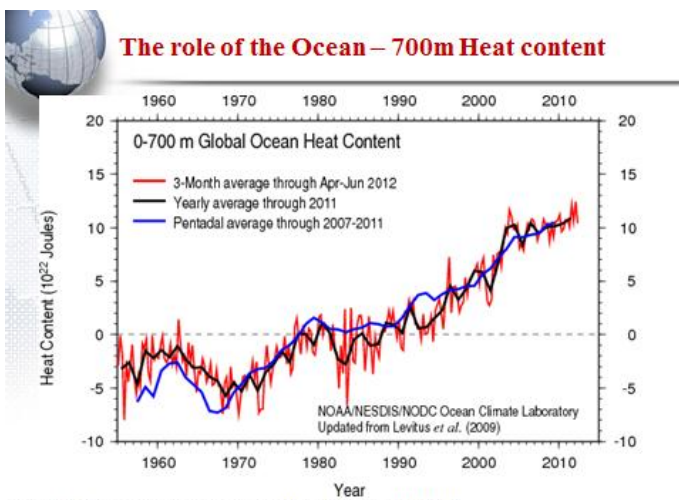 The role of the Ocean – 700m Heat content
1960 1970 1980 1990 2000 2010
20 20
0-700 m Global Ocean Heat Content
3-Month average through Apr-Jun 2012
15 15
Yearly average through 2011
Pentadal average through 2007-2011
10 10
Heat Content (10²² Joules)
5 5
0 0
-5 -5
NOAA/NESDIS/NODC Ocean Climate Laboratory
Updated from Levitus et al. (2009)
-10 -10
1960 1970 1980 1990 2000 2010
Year